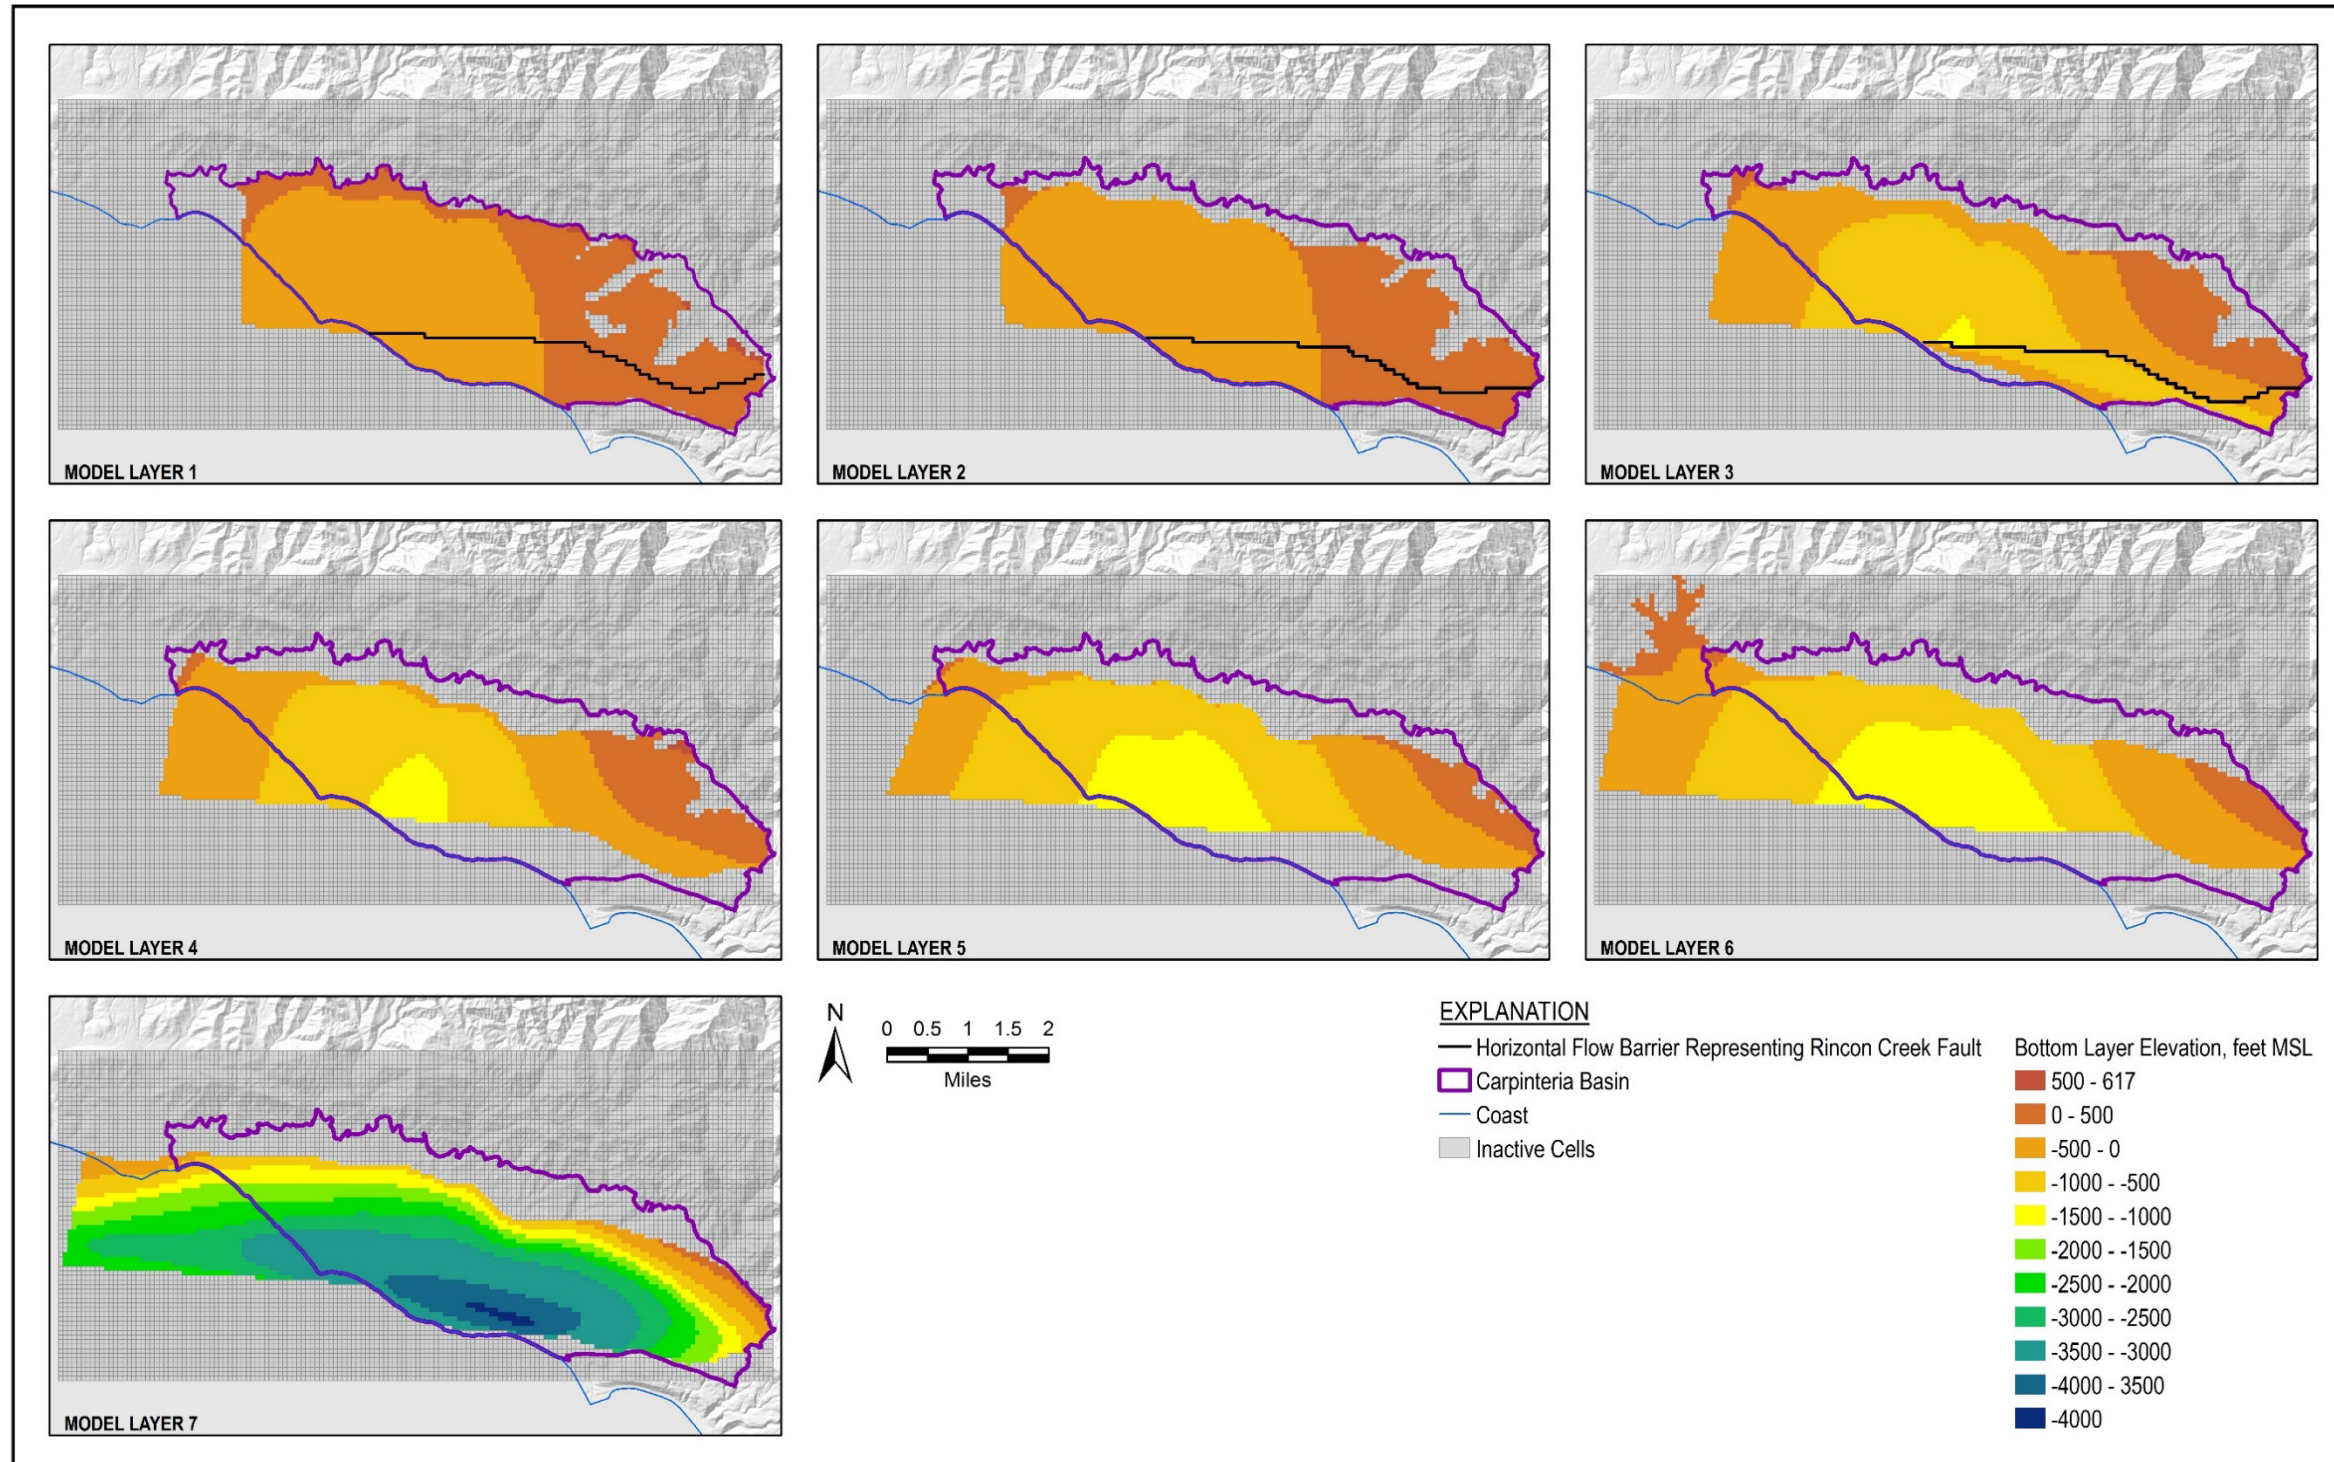 MODEL LAYER 1
MODEL LAYER 2
MODEL LAYER 3
MODEL LAYER 4
MODEL LAYER 5
MODEL LAYER 6
MODEL LAYER 7
N
0 0.5 1 1.5 2
Miles
EXPLANATION
Horizontal Flow Barrier Representing Rincon Creek Fault
Carpinteria Basin
Coast
Inactive Cells
Bottom Layer Elevation, feet MSL
500 - 617
0 - 500
-500 - 0
-1000 - -500
-1500 - -1000
-2000 - -1500
-2500 - -2000
-3000 - -2500
-3500 - -3000
-4000 - 3500
-4000